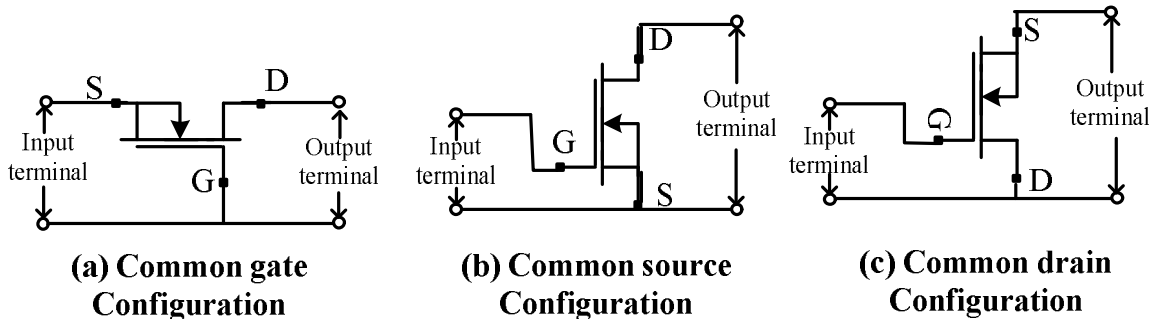 S
D
Input
terminal
Output
terminal
G
(a) Common gate
Configuration
D
Input
terminal
G
Output
terminal
S
(b) Common source
Configuration
S
Input
terminal
G
Output
terminal
D
(c) Common drain
Configuration